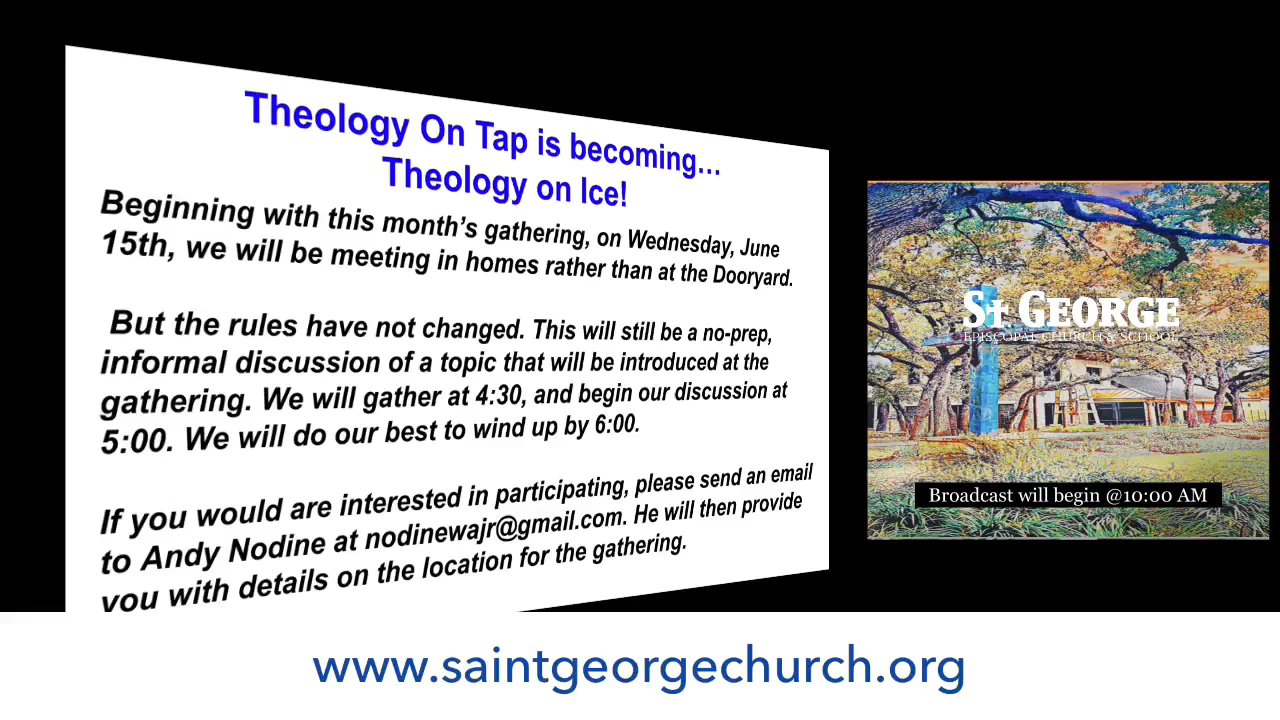 Theology On Tap is becoming...
Theology on Ice!
Beginning with this month's gathering, on Wednesday, June
15th, we will be meeting in homes rather than at the Dooryard.
But the rules have not changed. This will still be a no-prep,
informal discussion of a topic that will be introduced at the
gathering. We will gather at 4:30, and begin our discussion at
5:00. We will do our best to wind up by 6:00.
If you would are interested in participating, please send an email
to Andy Nodine at nodinewajr@gmail.com. He will then provide
you with details on the location for the gathering.
St. George
Episcopal Church & School
Broadcast will begin @10:00 AM
www.saintgeorgechurch.org